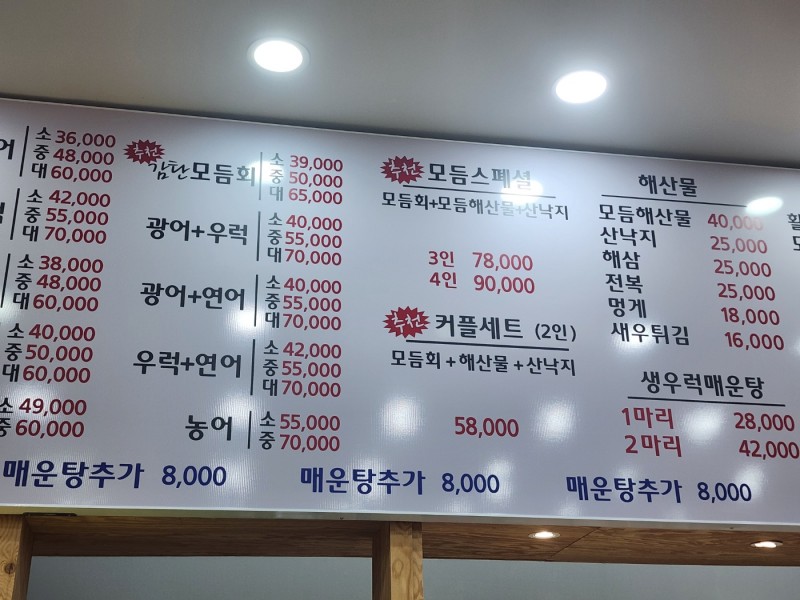 어 소 36,000
중 48,000
대 60,000
소 42,000
중 55,000
대 70,000
소 38,000
중 48,000
대 60,000
소 40,000
중 50,000
대 60,000
소 49,000
중 60,000
매운탕추가 8,000
추천 감탄모듬회 소 39,000
중 50,000
대 65,000
광어+우럭 소 40,000
중 55,000
대 70,000
광어+연어 소 40,000
중 55,000
대 70,000
우럭+연어 소 42,000
중 55,000
대 70,000
농어 소 55,000
중 70,000
매운탕추가 8,000
추천 모듬스페셜
모듬회+모듬해산물+산낙지
3인 78,000
4인 90,000
추천 커플세트 (2인)
모듬회+해산물+산낙지
58,000
해산물
모듬해산물 40,000
산낙지 25,000
해삼 25,000
전복 25,000
멍게 18,000
새우튀김 16,000
생우럭매운탕
1마리 28,000
2마리 42,000
매운탕추가 8,000
활